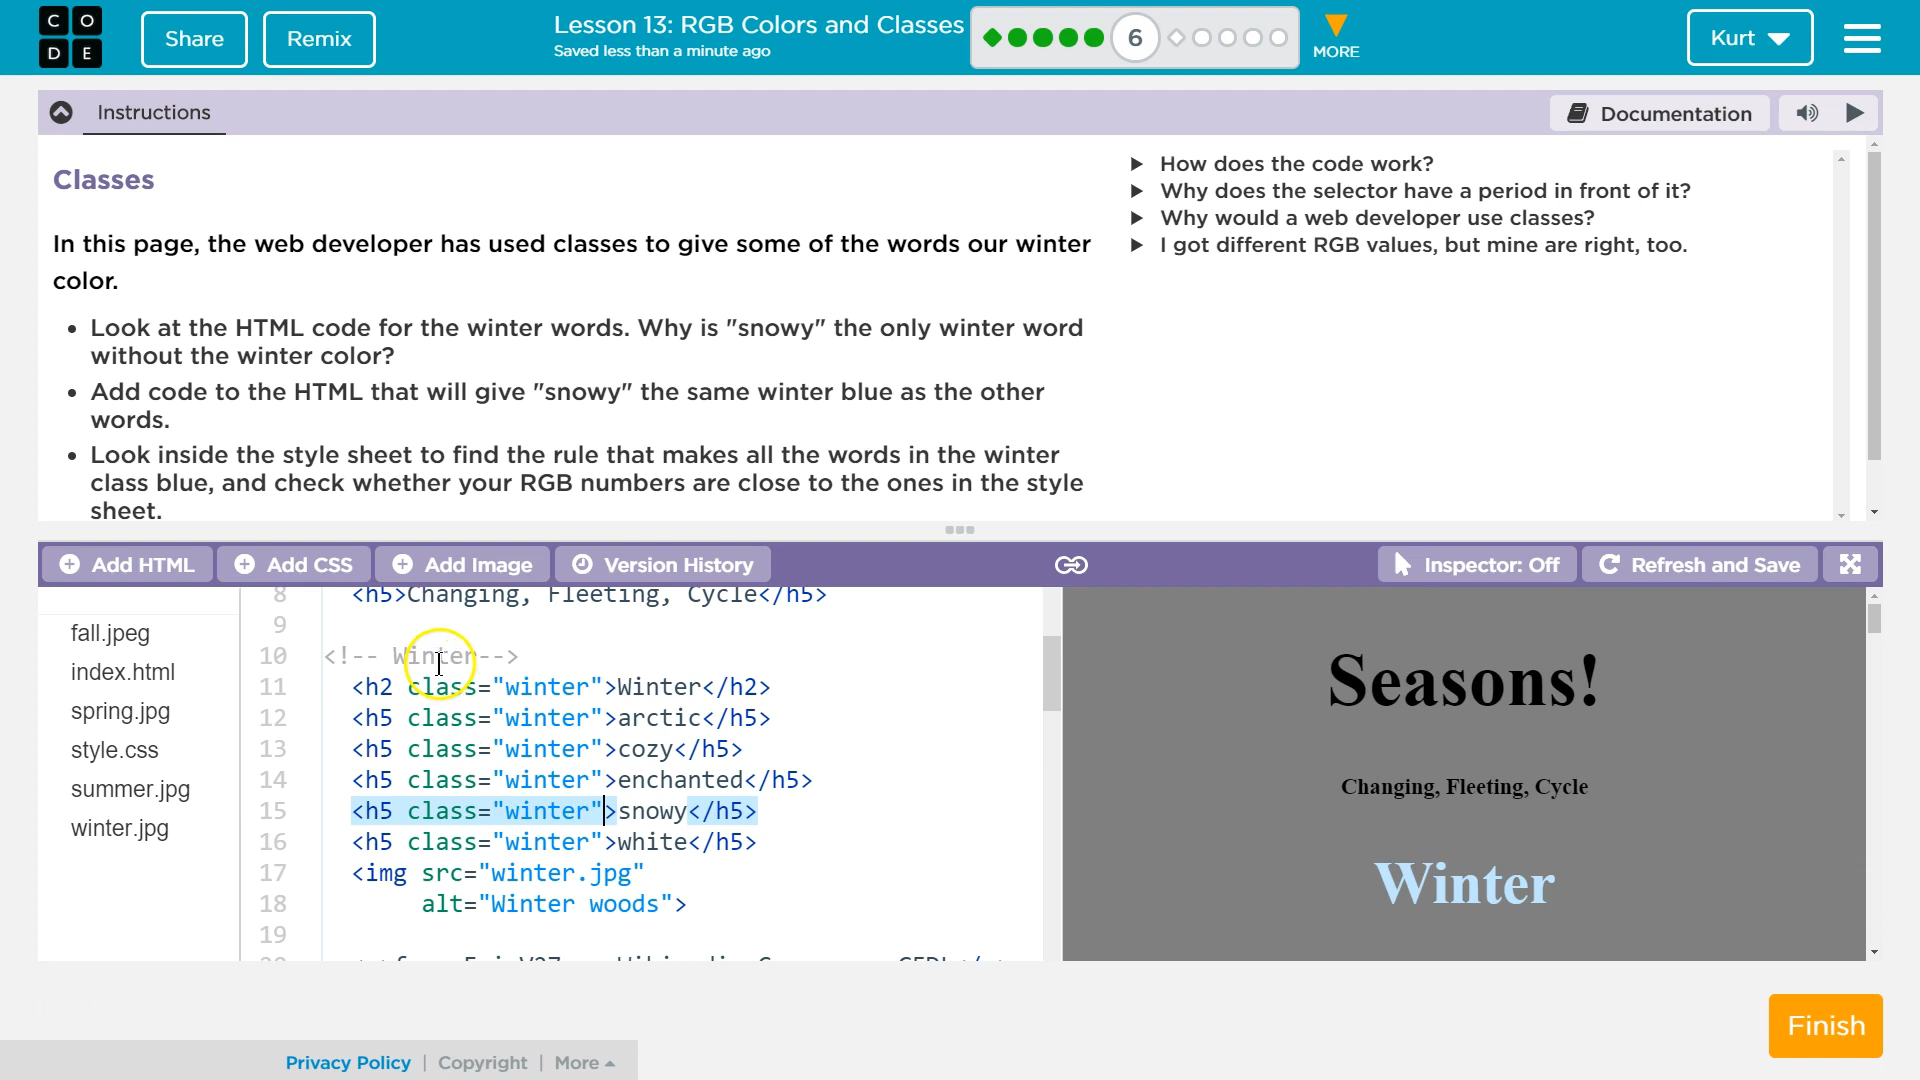 CODE
Share
Remix
Lesson 13: RGB Colors and Classes
Saved less than a minute ago
6
MORE
Kurt
Instructions
Documentation
Classes
In this page, the web developer has used classes to give some of the words our winter
color.
Look at the HTML code for the winter words. Why is "snowy" the only winter word
without the winter color?
Add code to the HTML that will give "snowy" the same winter blue as the other
words.
Look inside the style sheet to find the rule that makes all the words in the winter
class blue, and check whether your RGB numbers are close to the ones in the style
sheet.
How does the code work?
Why does the selector have a period in front of it?
Why would a web developer use classes?
I got different RGB values, but mine are right, too.
Add HTML
Add CSS
Add Image
Version History
Inspector: Off
Refresh and Save
fall.jpeg
index.html
spring.jpg
style.css
summer.jpg
winter.jpg
8 <h5>Changing, Fleeting, Cycle</h5>
9
10 <!-- Winter-->
11 <h2 class="winter">Winter</h2>
12 <h5 class="winter">arctic</h5>
13 <h5 class="winter">cozy</h5>
14 <h5 class="winter">enchanted</h5>
15 <h5 class="winter">snowy</h5>
16 <h5 class="winter">white</h5>
17 <img src="winter.jpg"
18 alt="Winter woods">
19
Seasons!
Changing, Fleeting, Cycle
Winter
Finish
Privacy Policy | Copyright | More